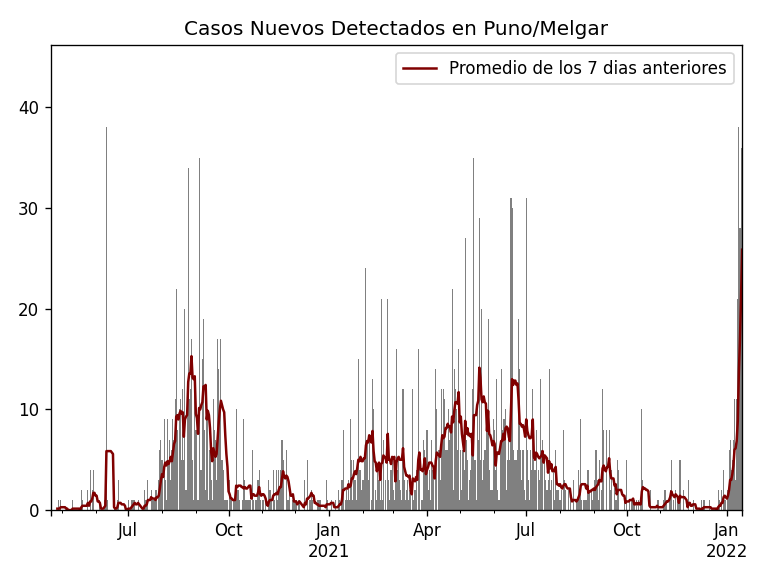 Casos Nuevos Detectados en Puno/Melgar
Promedio de los 7 dias anteriores
40
30
20
10
0
Jul Oct Jan Apr Jul Oct Jan
2021 2022